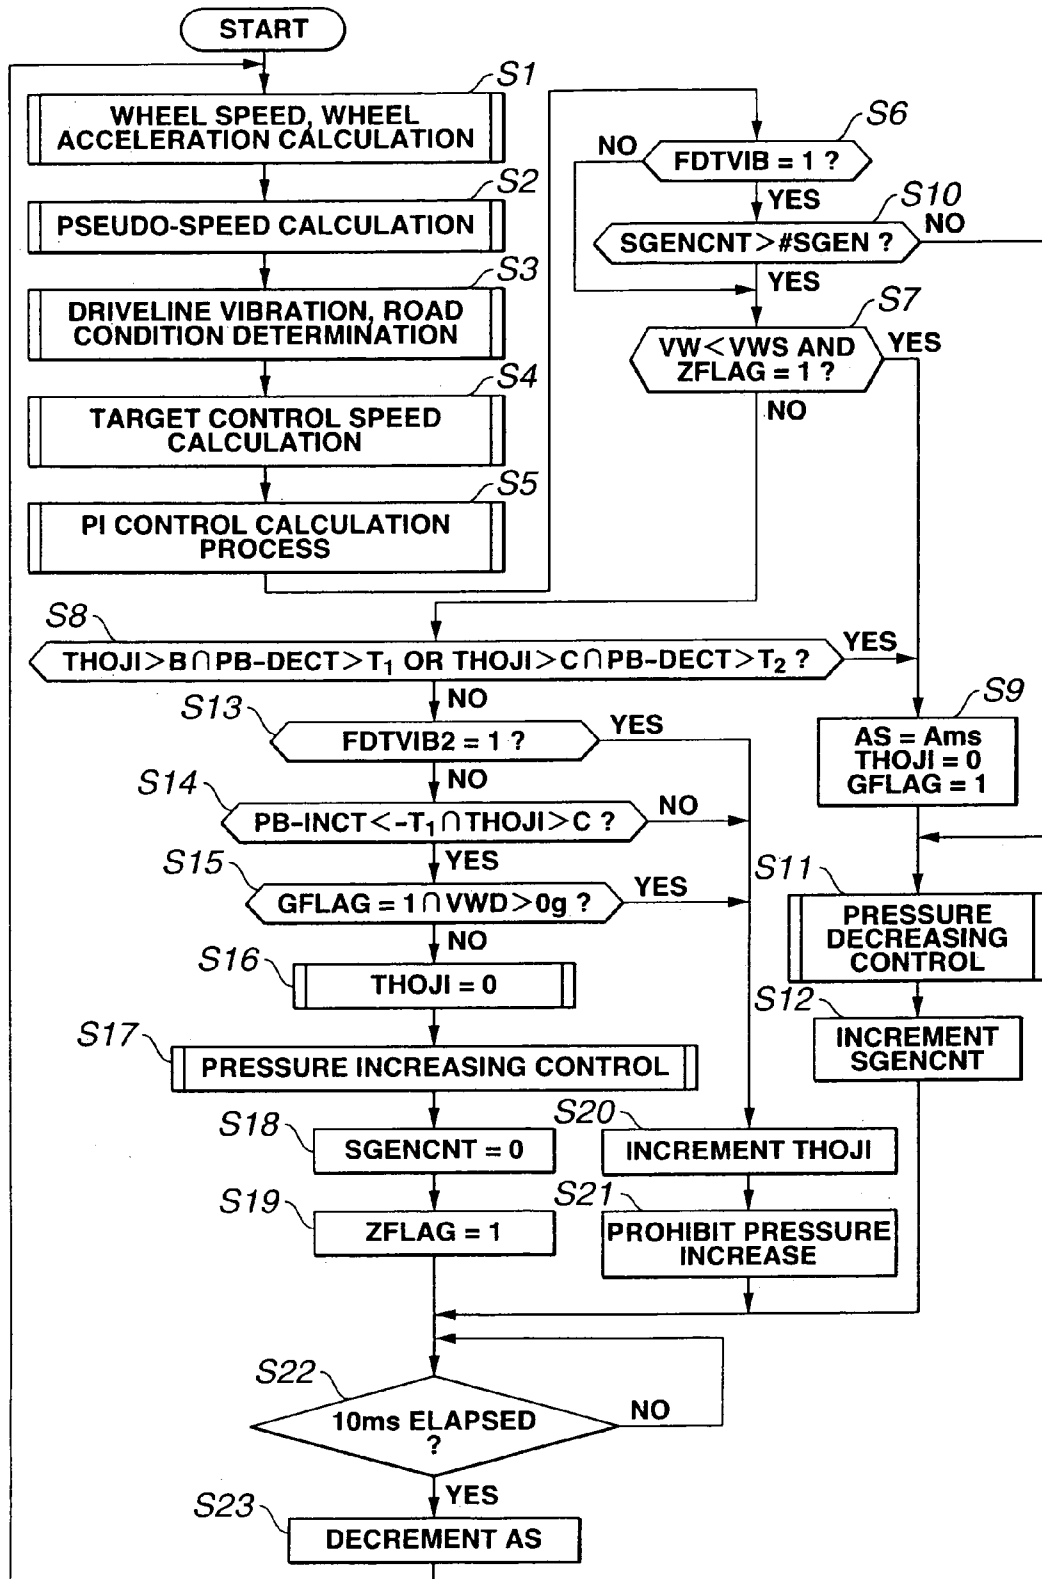 START
S1
WHEEL SPEED, WHEEL
ACCELERATION CALCULATION
S2
PSEUDO-SPEED CALCULATION
S3
DRIVELINE VIBRATION, ROAD
CONDITION DETERMINATION
S4
TARGET CONTROL SPEED
CALCULATION
S5
PI CONTROL CALCULATION
PROCESS
S6
FDTVIB = 1 ?
NO
YES
S10
SGENCNT>#SGEN ?
NO
YES
S7
VW<VWS AND
ZFLAG = 1 ?
YES
NO
S8
THOJI>B∩PB-DECT>T1 OR THOJI>C∩PB-DECT>T2 ?
YES
NO
S9
AS = Ams
THOJI = 0
GFLAG = 1
S13
FDTVIB2 = 1 ?
YES
NO
S14
PB-INCT<-T1∩THOJI>C ?
NO
YES
S15
GFLAG = 1∩VWD>0g ?
YES
NO
S11
PRESSURE
DECREASING
CONTROL
S16
THOJI = 0
S12
INCREMENT
SGENCNT
S17
PRESSURE INCREASING CONTROL
S18
SGENCNT = 0
S20
INCREMENT THOJI
S19
ZFLAG = 1
S21
PROHIBIT PRESSURE
INCREASE
S22
10ms ELAPSED
?
NO
YES
S23
DECREMENT AS